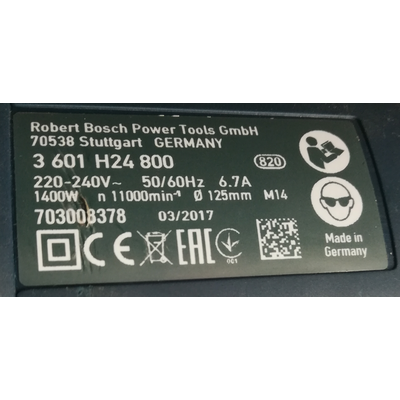 Robert Bosch Power Tools GmbH
70538 Stuttgart GERMANY
3 601 H24 800 820
220-240V~ 50/60Hz 6.7A
1400W n 11000min⁻¹ Ø 125mm M14
703008378 03/2017
CE EAC
001
Made in
Germany